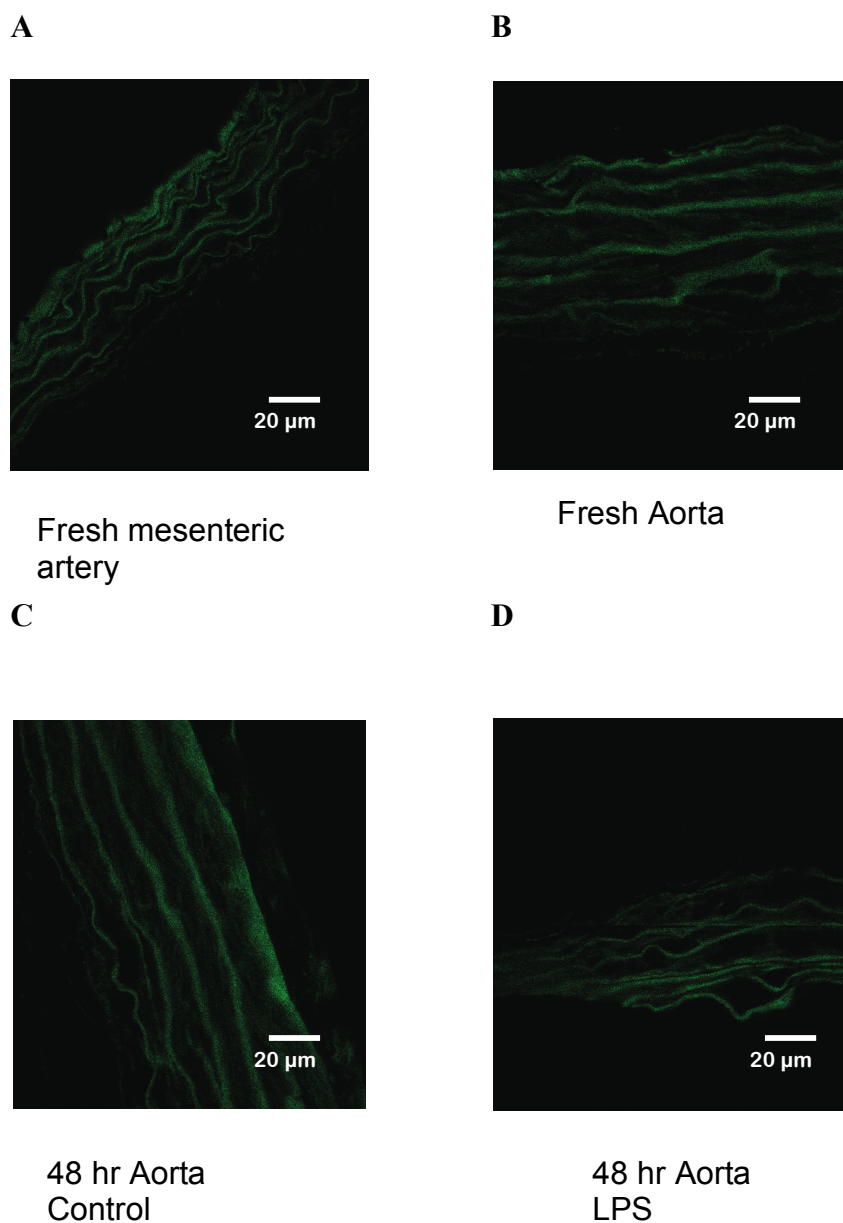 A
B
20 µm
20 µm
Fresh mesenteric
artery
Fresh Aorta
C
D
20 µm
20 µm
48 hr Aorta
Control
48 hr Aorta
LPS